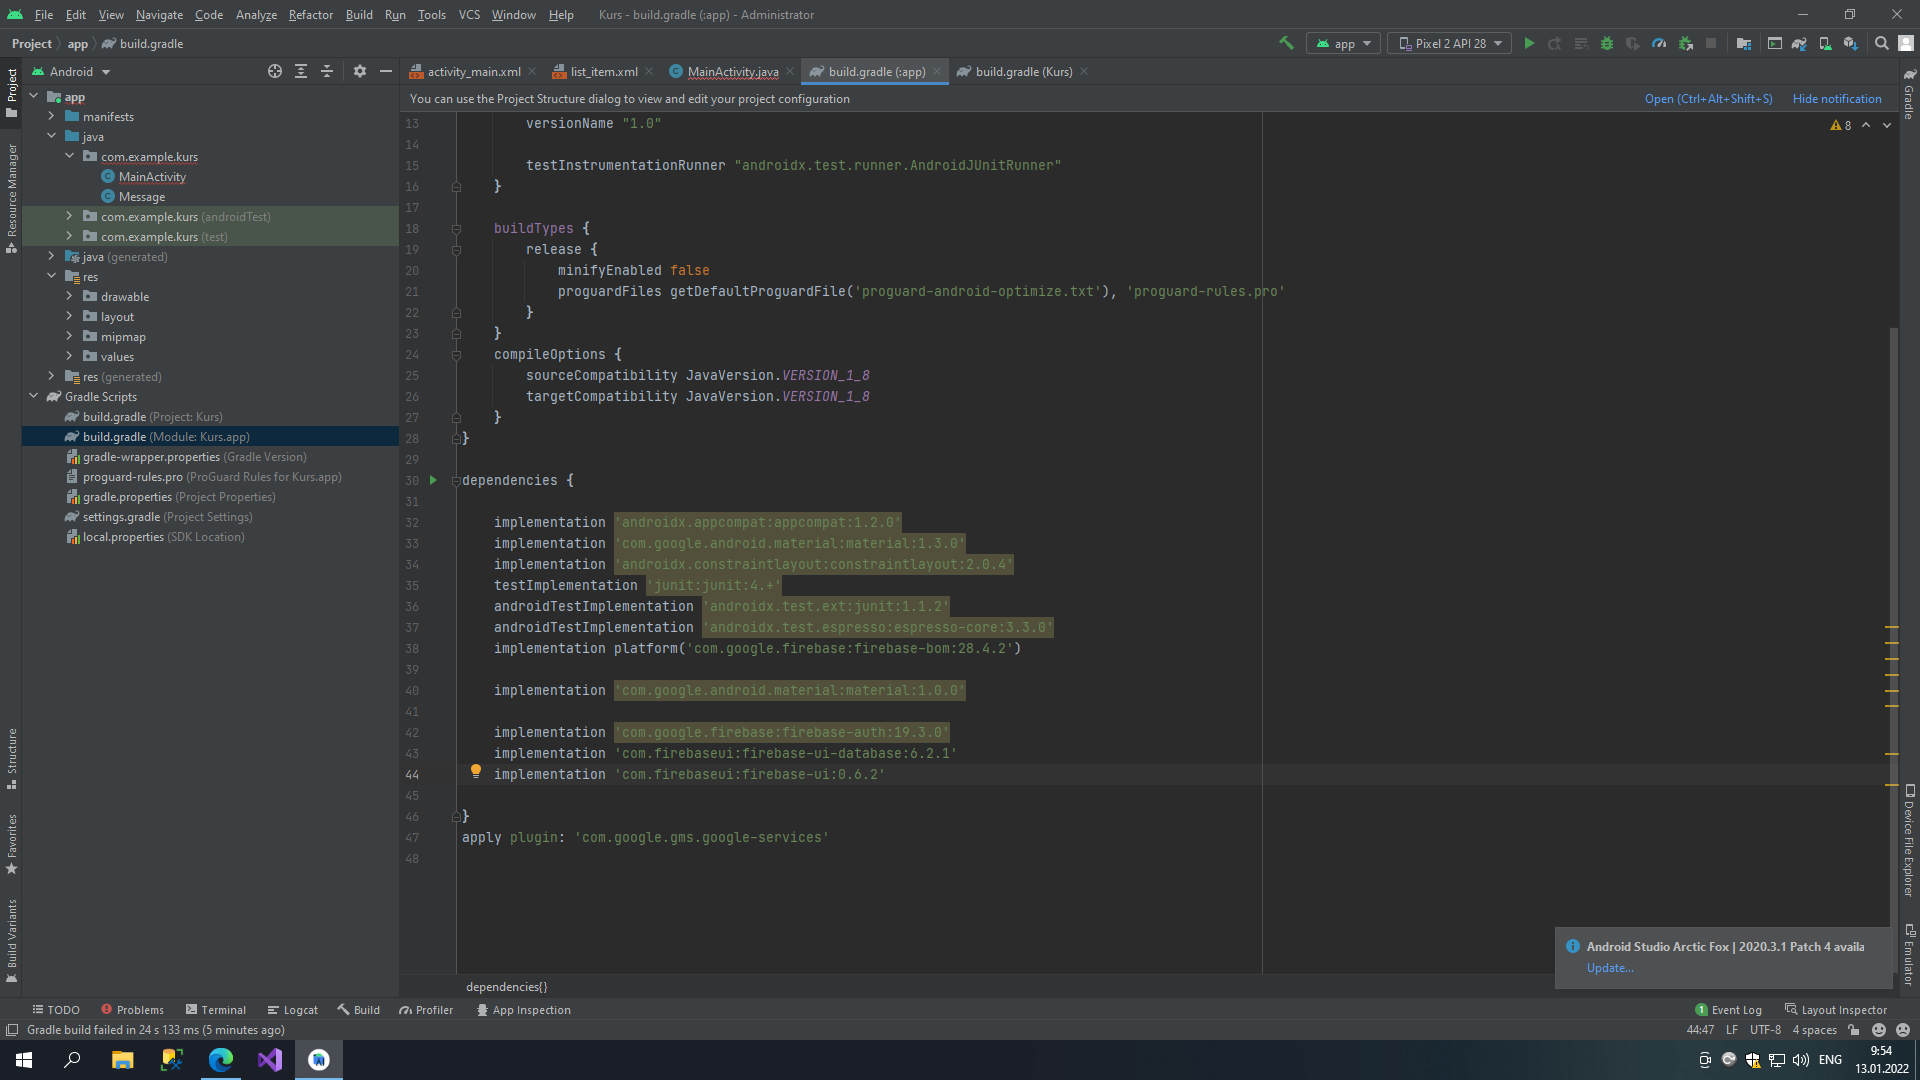 File Edit View Navigate Code Analyze Refactor Build Run Tools VCS Window Help Kurs - build.gradle (:app) - Administrator
Project app build.gradle
app Pixel 2 API 28
Android
activity_main.xml list_item.xml MainActivity.java build.gradle (:app) build.gradle (Kurs)
You can use the Project Structure dialog to view and edit your project configuration Open (Ctrl+Alt+Shift+S) Hide notification
Project
Resource Manager
Structure
Favorites
Build Variants
app
manifests
java
com.example.kurs
MainActivity
Message
com.example.kurs (androidTest)
com.example.kurs (test)
java (generated)
res
drawable
layout
mipmap
values
res (generated)
Gradle Scripts
build.gradle (Project: Kurs)
build.gradle (Module: Kurs.app)
gradle-wrapper.properties (Gradle Version)
proguard-rules.pro (ProGuard Rules for Kurs.app)
gradle.properties (Project Properties)
settings.gradle (Project Settings)
local.properties (SDK Location)
8
13 versionName "1.0"
14
15 testInstrumentationRunner "androidx.test.runner.AndroidJUnitRunner"
16 }
17
18 buildTypes {
19 release {
20 minifyEnabled false
21 proguardFiles getDefaultProguardFile('proguard-android-optimize.txt'), 'proguard-rules.pro'
22 }
23 }
24 compileOptions {
25 sourceCompatibility JavaVersion.VERSION_1_8
26 targetCompatibility JavaVersion.VERSION_1_8
27 }
28 }
29
30 dependencies {
31
32 implementation 'androidx.appcompat:appcompat:1.2.0'
33 implementation 'com.google.android.material:material:1.3.0'
34 implementation 'androidx.constraintlayout:constraintlayout:2.0.4'
35 testImplementation 'junit:junit:4.+'
36 androidTestImplementation 'androidx.test.ext:junit:1.1.2'
37 androidTestImplementation 'androidx.test.espresso:espresso-core:3.3.0'
38 implementation platform('com.google.firebase:firebase-bom:28.4.2')
39
40 implementation 'com.google.android.material:material:1.0.0'
41
42 implementation 'com.google.firebase:firebase-auth:19.3.0'
43 implementation 'com.firebaseui:firebase-ui-database:6.2.1'
44 implementation 'com.firebaseui:firebase-ui:0.6.2'
45
46 }
47 apply plugin: 'com.google.gms.google-services'
48
dependencies{}
Gradle
Device File Explorer
Emulator
Android Studio Arctic Fox | 2020.3.1 Patch 4 availa
Update...
TODO Problems Terminal Logcat Build Profiler App Inspection 1 Event Log Layout Inspector
Gradle build failed in 24 s 133 ms (5 minutes ago) 44:47 LF UTF-8 4 spaces
ENG
9:54
13.01.2022